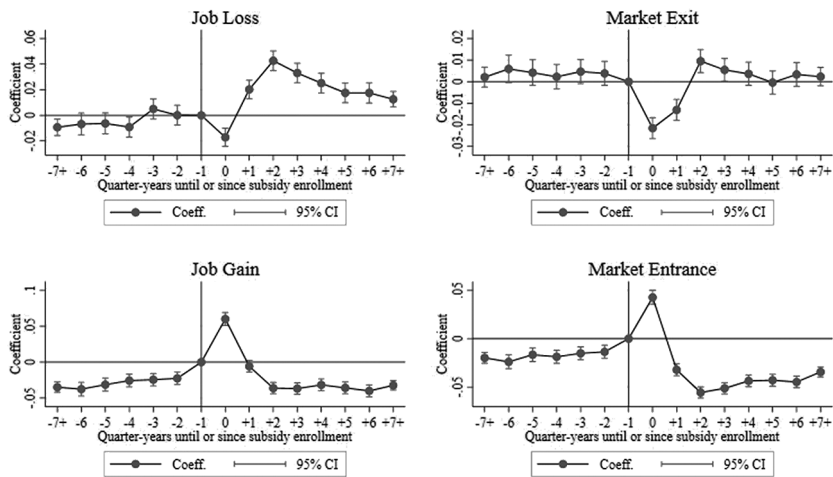 Job Loss
Coefficient
.06
.04
0.02
0
-.02
-7+ -6 -5 -4 -3 -2 -1 0 +1 +2 +3 +4 +5 +6 +7+
Quarter-years until or since subsidy enrollment
Coeff. 95% CI
Market Exit
Coefficient
.01.02
0
-.03-.02-.01
-7+ -6 -5 -4 -3 -2 -1 0 +1 +2 +3 +4 +5 +6 +7+
Quarter-years until or since subsidy enrollment
Coeff. 95% CI
Job Gain
Coefficient
.1
.05
0
-.05
-7+ -6 -5 -4 -3 -2 -1 0 +1 +2 +3 +4 +5 +6 +7+
Quarter-years until or since subsidy enrollment
Coeff. 95% CI
Market Entrance
Coefficient
.05
0
-.05
-7+ -6 -5 -4 -3 -2 -1 0 +1 +2 +3 +4 +5 +6 +7+
Quarter-years until or since subsidy enrollment
Coeff. 95% CI